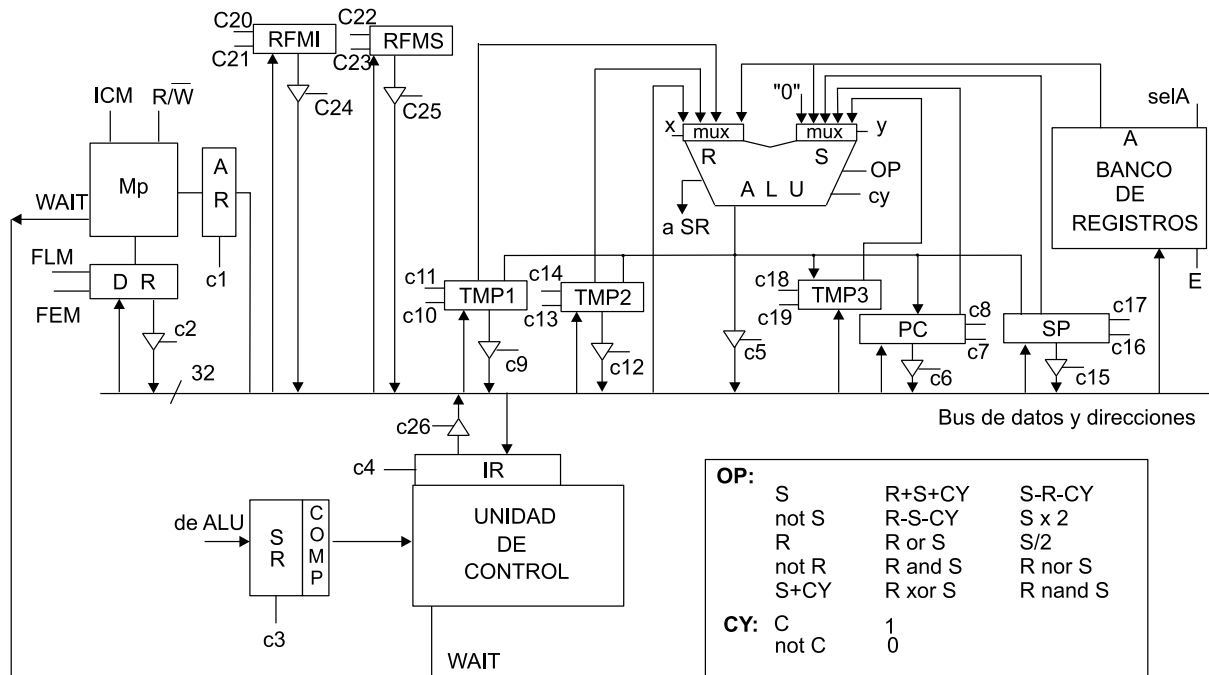 C20
C21
RFMI
C24
C22
C23
RFMS
C25
ICM
R/W̅
Mp
A
R
c1
WAIT
FLM
FEM
D R
c2
32
"0"
x
mux
mux
y
R
S
A L U
OP
cy
a SR
selA
A
BANCO
DE
REGISTROS
E
c11
c10
TMP1
c9
c14
c13
TMP2
c12
c5
c18
c19
TMP3
c8
c7
PC
c6
c17
c16
SP
c15
Bus de datos y direcciones
c26
c4
IR
UNIDAD
DE
CONTROL
de ALU
S
R
C
O
M
P
c3
WAIT
OP:
S R+S+CY S-R-CY
not S R-S-CY S x 2
R R or S S/2
not R R and S R nor S
S+CY R xor S R nand S
CY: C 1
not C 0